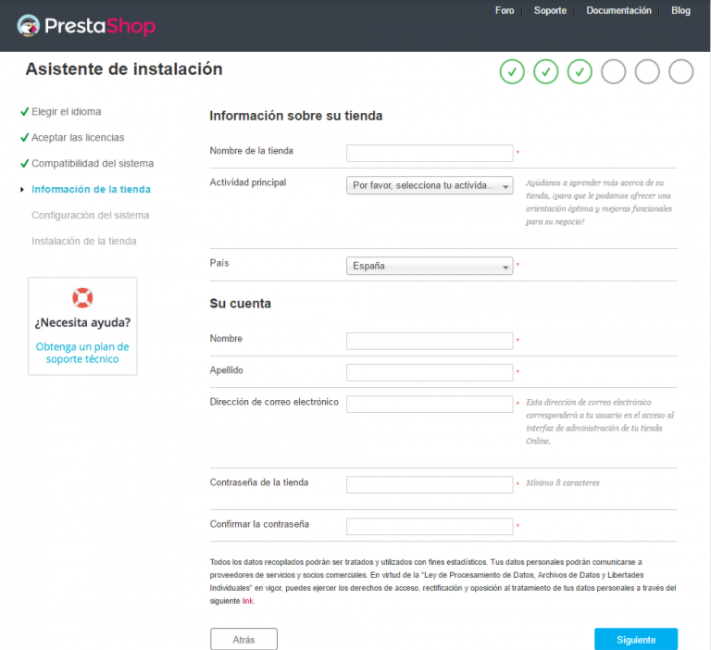 PrestaShop
Foro
Soporte
Documentación
Blog
Asistente de instalación
Elegir el idioma
Aceptar las licencias
Compatibilidad del sistema
Información de la tienda
Configuración del sistema
Instalación de la tienda
¿Necesita ayuda?
Obtenga un plan de
soporte técnico
Información sobre su tienda
Nombre de la tienda *
Actividad principal
Por favor, selecciona tu activida...
Ayúdanos a aprender más acerca de su
tienda, ¡para que le podamos ofrecer una
orientación óptima y mejoras funcionales
para su negocio!
País
España *
Su cuenta
Nombre *
Apellido *
Dirección de correo electrónico *
Esta dirección de correo electrónico
corresponderá a tu usuario en el acceso al
interfaz de administración de tu tienda
Online.
Contraseña de la tienda *
Mínimo 8 caracteres
Confirmar la contraseña *
Todos los datos recopilados podrán ser tratados y utilizados con fines estadísticos. Tus datos personales podrán comunicarse a
proveedores de servicios y socios comerciales. En virtud de la "Ley de Procesamiento de Datos, Archivos de Datos y Libertades
Individuales" en vigor, puedes ejercer los derechos de acceso, rectificación y oposición al tratamiento de tus datos personales a través del
siguiente link.
Atrás
Siguiente